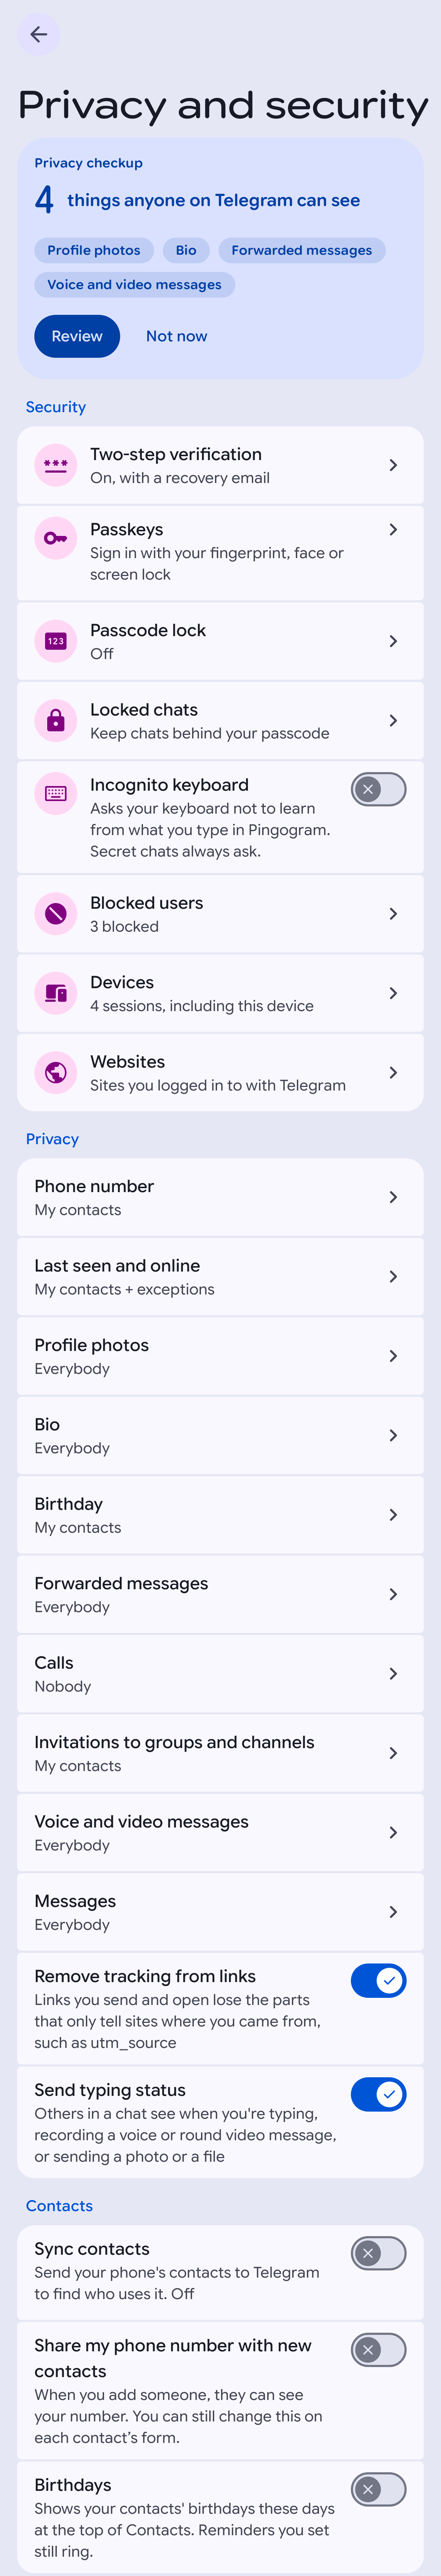 Privacy and security
Privacy checkup
4 things anyone on Telegram can see
Profile photos Bio Forwarded messages
Voice and video messages
Review Not now
Security
Two-step verification
On, with a recovery email
Passkeys
Sign in with your fingerprint, face or
screen lock
123
Passcode lock
Off
Locked chats
Keep chats behind your passcode
Incognito keyboard
Asks your keyboard not to learn
from what you type in Pingogram.
Secret chats always ask.
Blocked users
3 blocked
Devices
4 sessions, including this device
Websites
Sites you logged in to with Telegram
Privacy
Phone number
My contacts
Last seen and online
My contacts + exceptions
Profile photos
Everybody
Bio
Everybody
Birthday
My contacts
Forwarded messages
Everybody
Calls
Nobody
Invitations to groups and channels
My contacts
Voice and video messages
Everybody
Messages
Everybody
Remove tracking from links
Links you send and open lose the parts
that only tell sites where you came from,
such as utm_source
Send typing status
Others in a chat see when you're typing,
recording a voice or round video message,
or sending a photo or a file
Contacts
Sync contacts
Send your phone's contacts to Telegram
to find who uses it. Off
Share my phone number with new
contacts
When you add someone, they can see
your number. You can still change this on
each contact’s form.
Birthdays
Shows your contacts' birthdays these days
at the top of Contacts. Reminders you set
still ring.